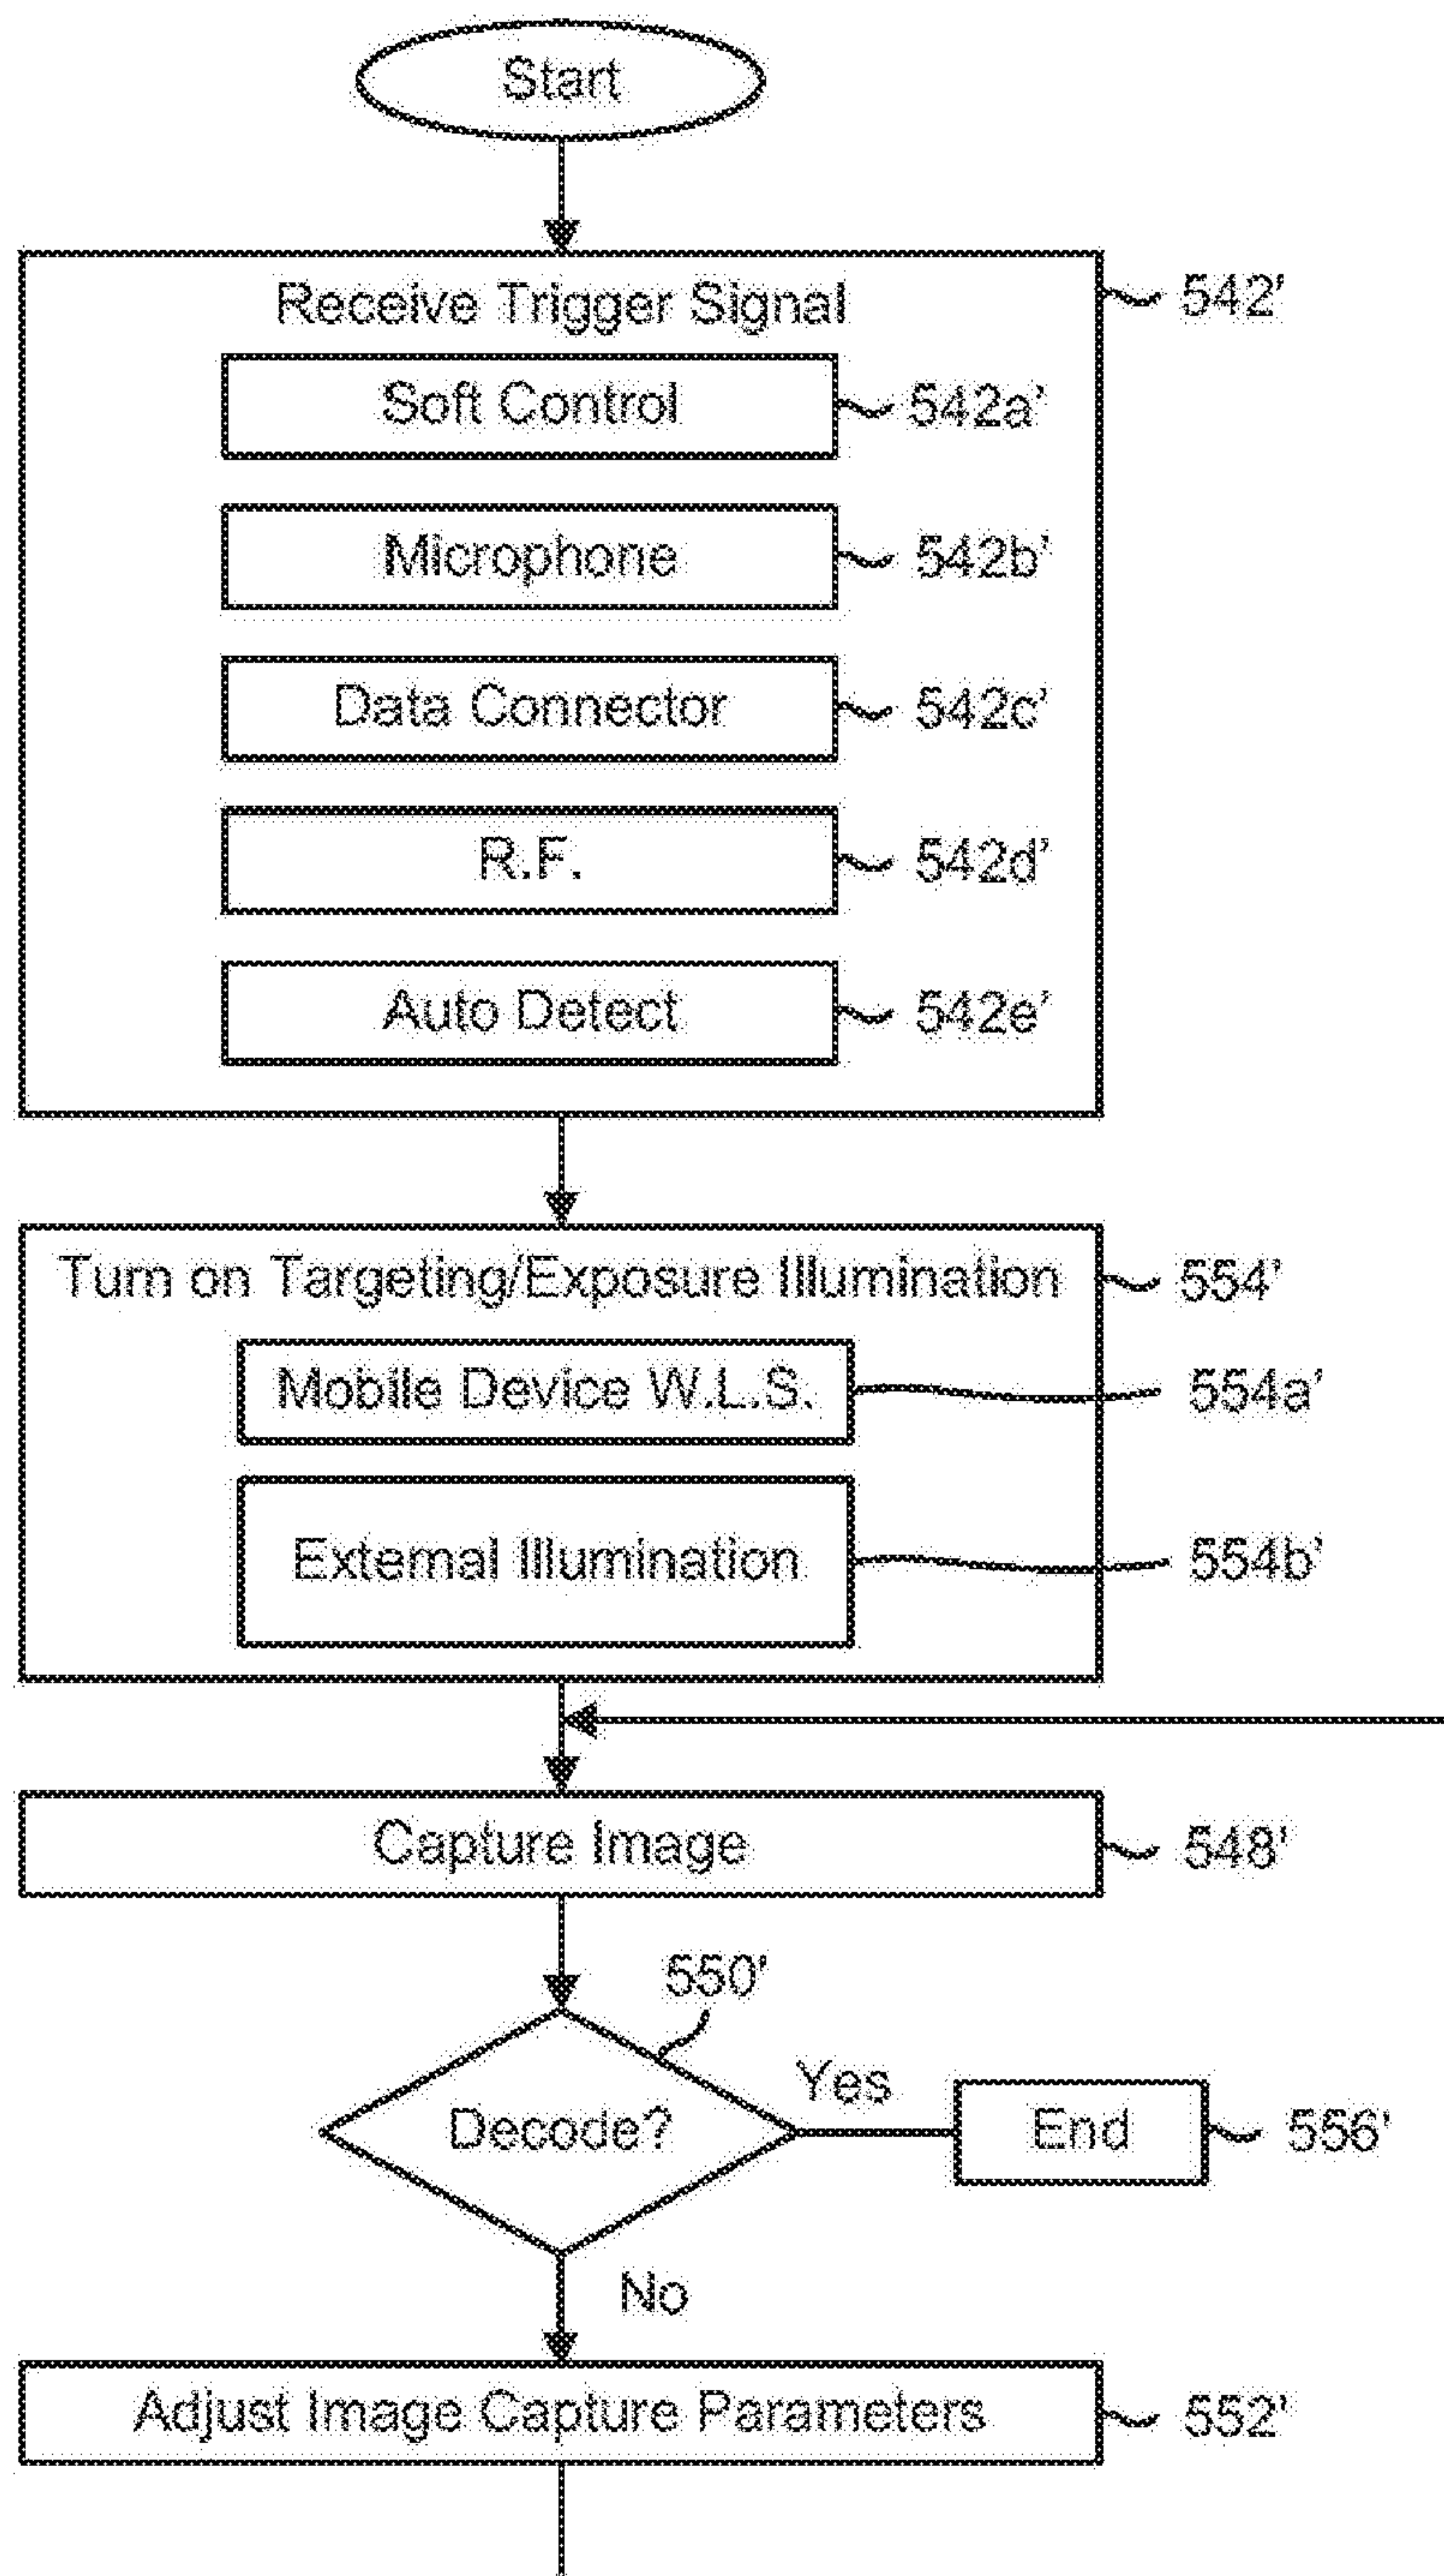 Start
Receive Trigger Signal
542'
Soft Control
542a'
Microphone
542b'
Data Connector
542c'
R.F.
542d'
Auto Detect
542e'
Turn on Targeting/Exposure Illumination
554'
Mobile Device W.L.S.
554a'
External Illumination
554b'
Capture Image
548'
550'
Decode?
Yes
End
556'
No
Adjust Image Capture Parameters
552'